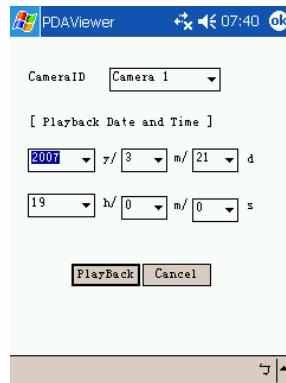 PDAViewer 07:40 ok
CameraID Camera 1
[ Playback Date and Time ]
2007 y/ 3 m/ 21 d
19 h/ 0 m/ 0 s
PlayBack Cancel
ㄅ